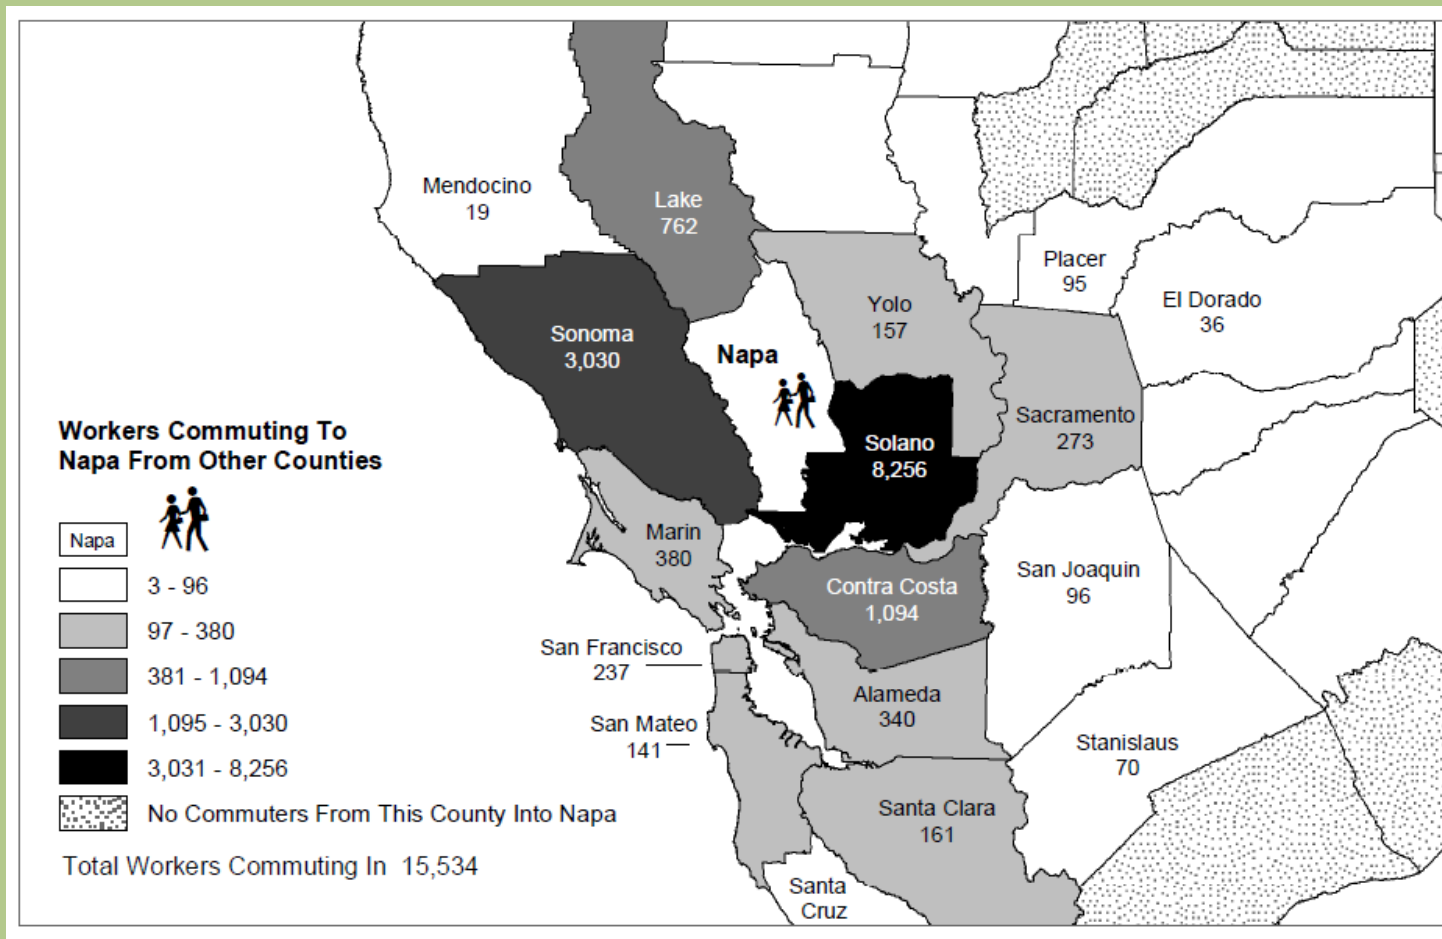 Mendocino
19
Lake
762
Placer
95
El Dorado
36
Yolo
157
Sonoma
3,030
Napa
Sacramento
273
Solano
8,256
Workers Commuting To
Napa From Other Counties
Napa
3 - 96
97 - 380
381 - 1,094
1,095 - 3,030
3,031 - 8,256
No Commuters From This County Into Napa
Total Workers Commuting In 15,534
Marin
380
Contra Costa
1,094
San Joaquin
96
San Francisco
237
Alameda
340
San Mateo
141
Stanislaus
70
Santa Clara
161
Santa
Cruz